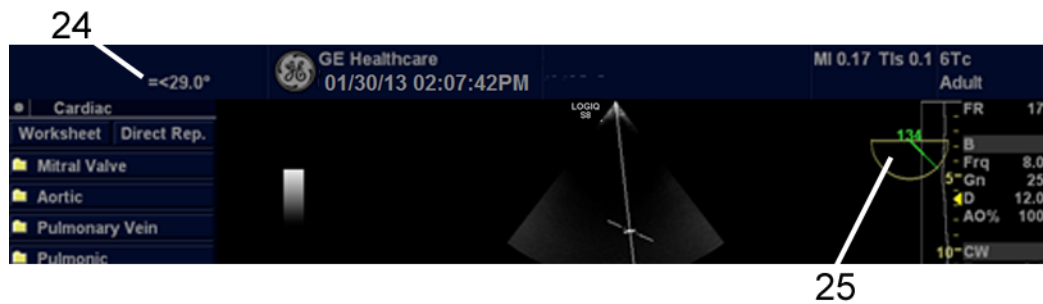 24
=<29.0°
GE Healthcare
01/30/13 02:07:42PM
MI 0.17 TIs 0.1 6Tc
Adult
Cardiac
Worksheet Direct Rep.
Mitral Valve
Aortic
Pulmonary Vein
Pulmonic
LOGIQ
S8
134
5
10
FR 17
B
Frq 8.0
Gn 25
D 12.0
AO% 100
CW
25